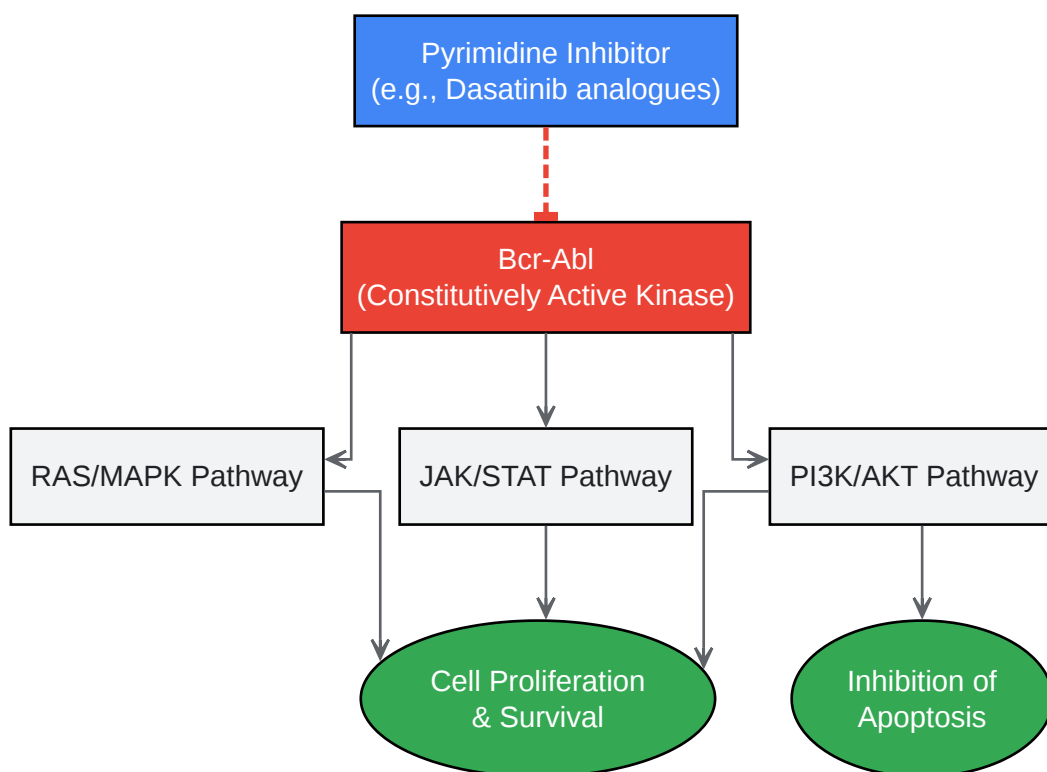 Pyrimidine Inhibitor
(e.g., Dasatinib analogues)
Bcr-Abl
(Constitutively Active Kinase)
RAS/MAPK Pathway
JAK/STAT Pathway
PI3K/AKT Pathway
Cell Proliferation
& Survival
Inhibition of
Apoptosis